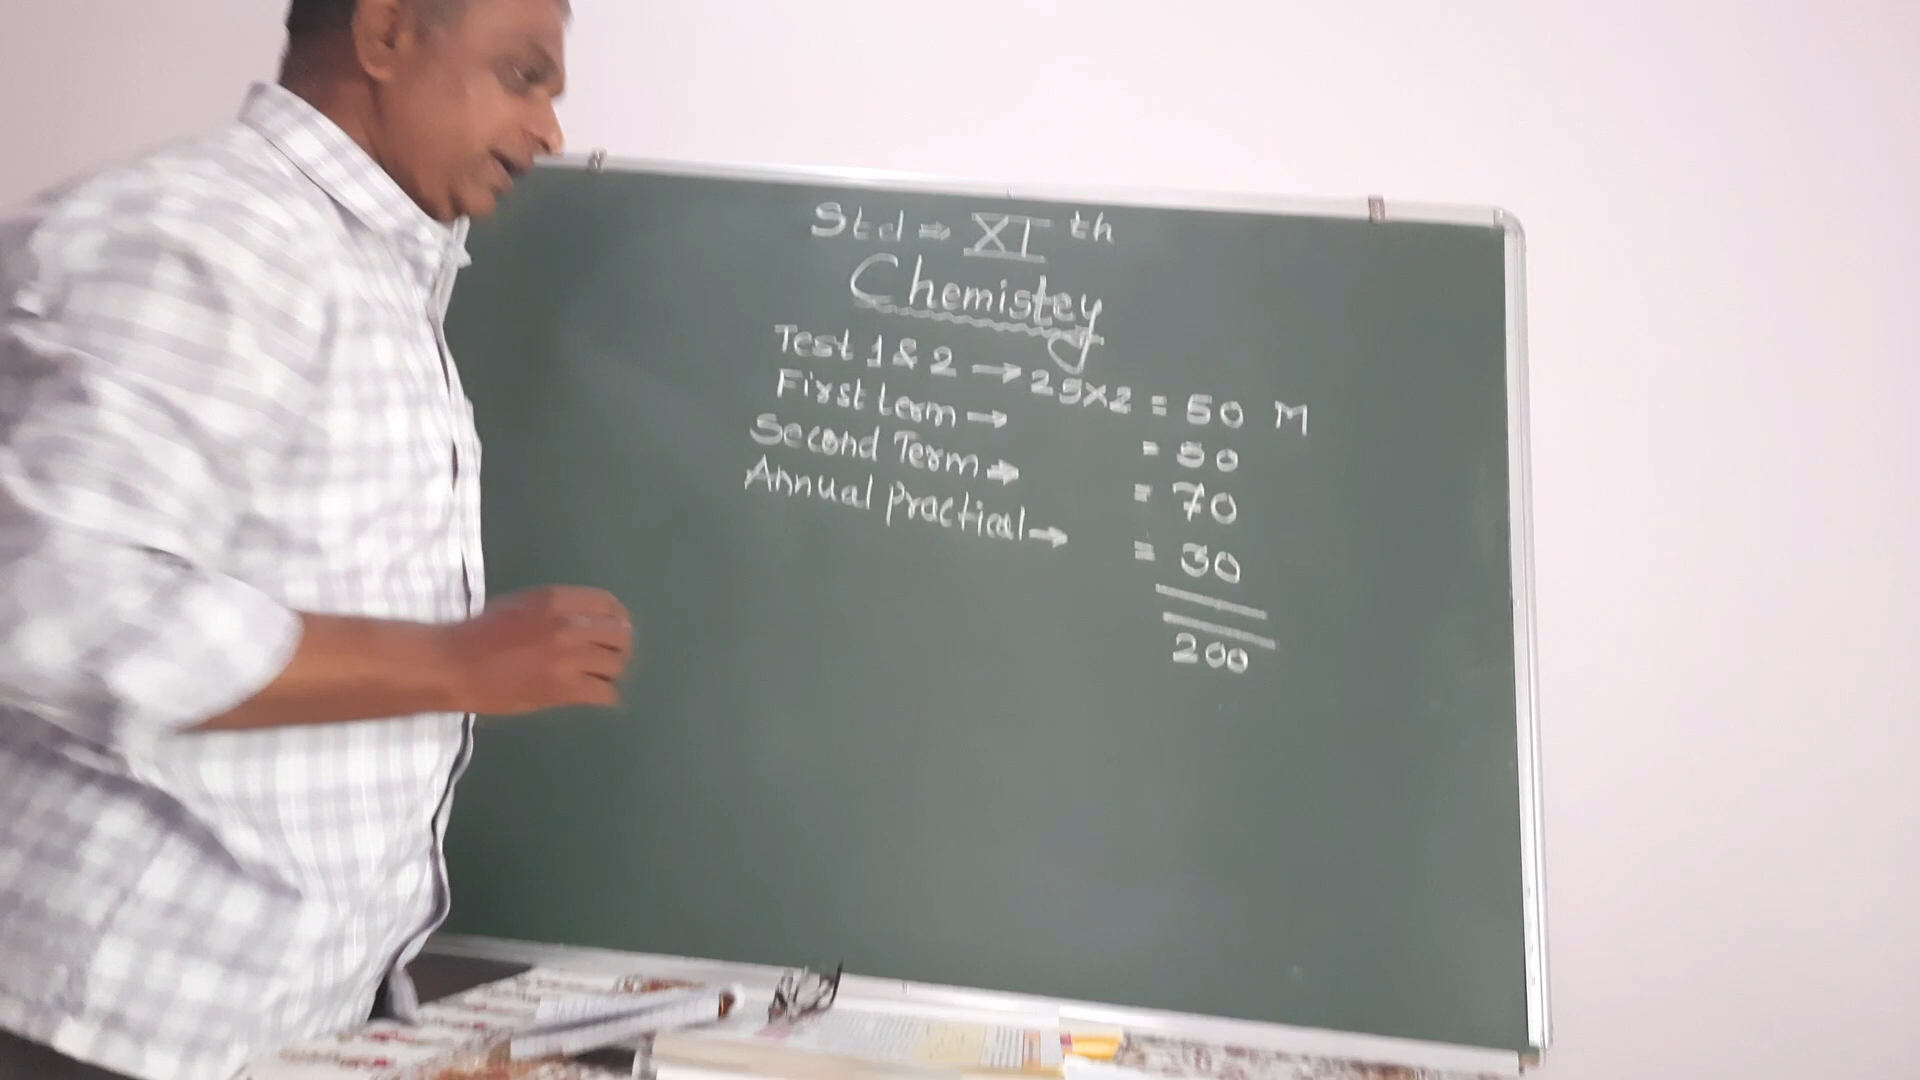 Std ⇒ XI th
Chemistry
Test 1 & 2 → 25×2 = 50 M
First term → = 50
Second Term → = 70
Annual practical → = 30
200